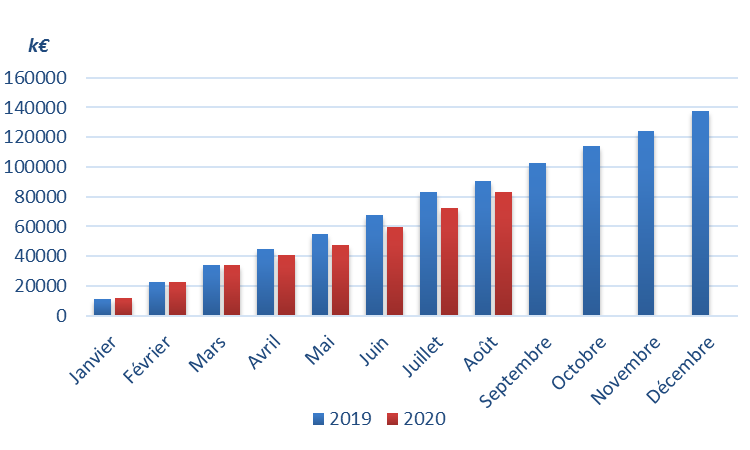 k€
160000
140000
120000
100000
80000
60000
40000
20000
0
Janvier
Février
Mars
Avril
Mai
Juin
Juillet
Août
Septembre
Octobre
Novembre
Décembre
2019 2020